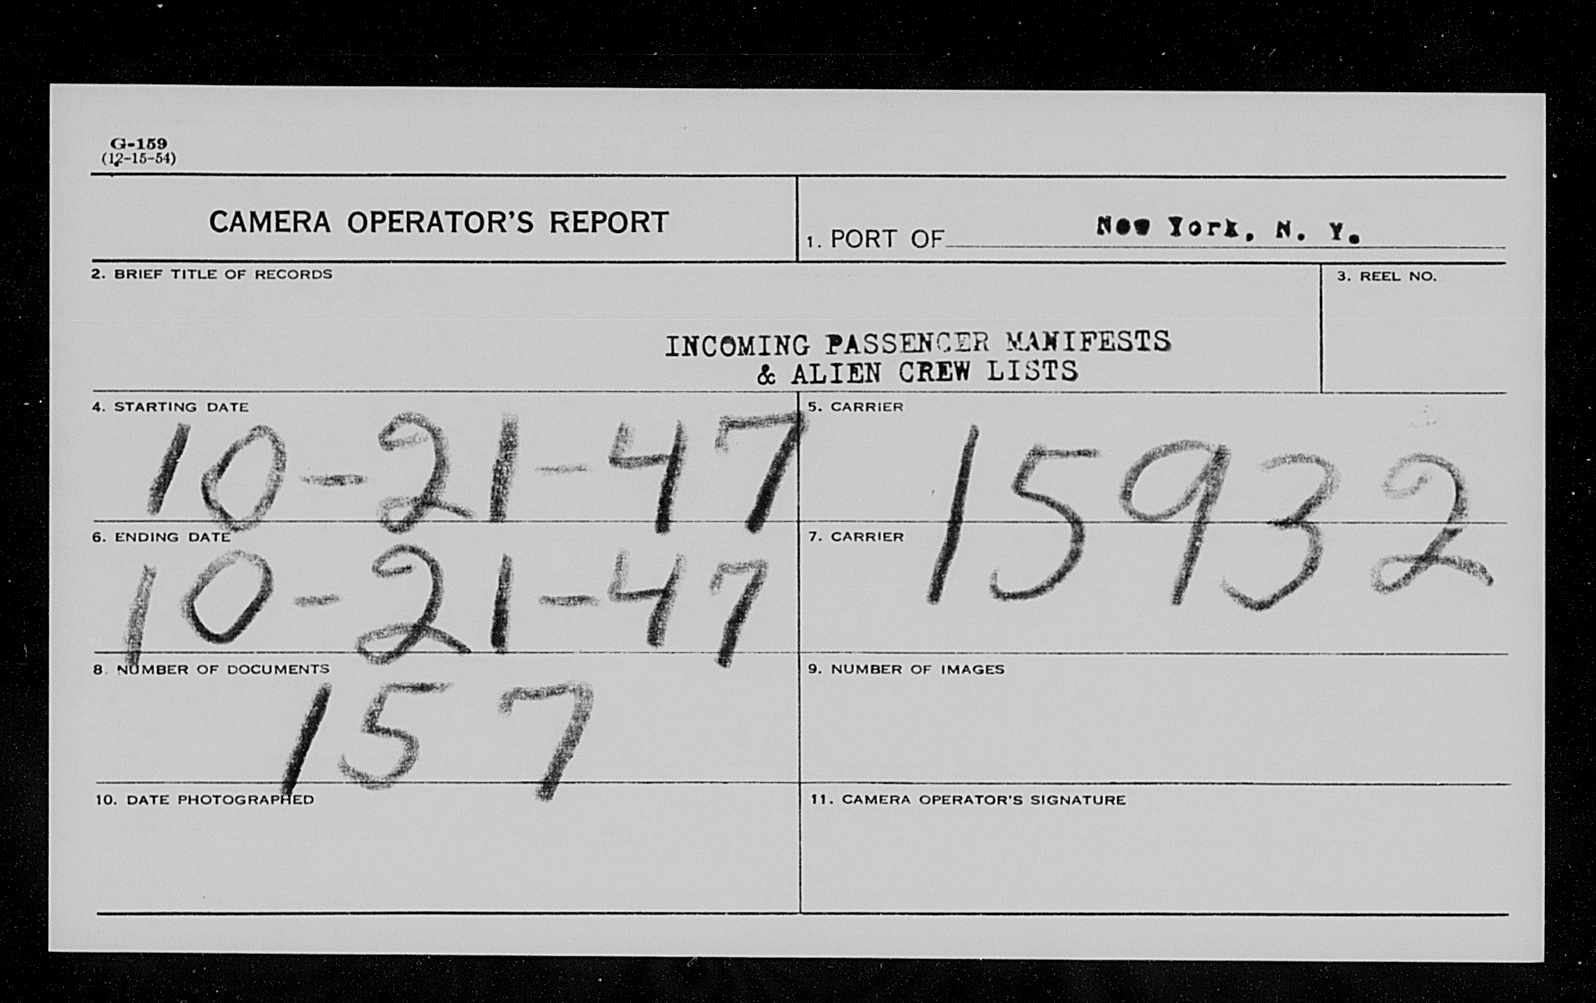 G-159
(12-15-54)
CAMERA OPERATOR'S REPORT
1. PORT OF New York, N. Y.
2. BRIEF TITLE OF RECORDS
3. REEL NO.
INCOMING PASSENGER MANIFESTS
& ALIEN CREW LISTS
4. STARTING DATE
10-21-47
5. CARRIER
15932
6. ENDING DATE
10-21-47
7. CARRIER
8. NUMBER OF DOCUMENTS
157
9. NUMBER OF IMAGES
10. DATE PHOTOGRAPHED
11. CAMERA OPERATOR'S SIGNATURE